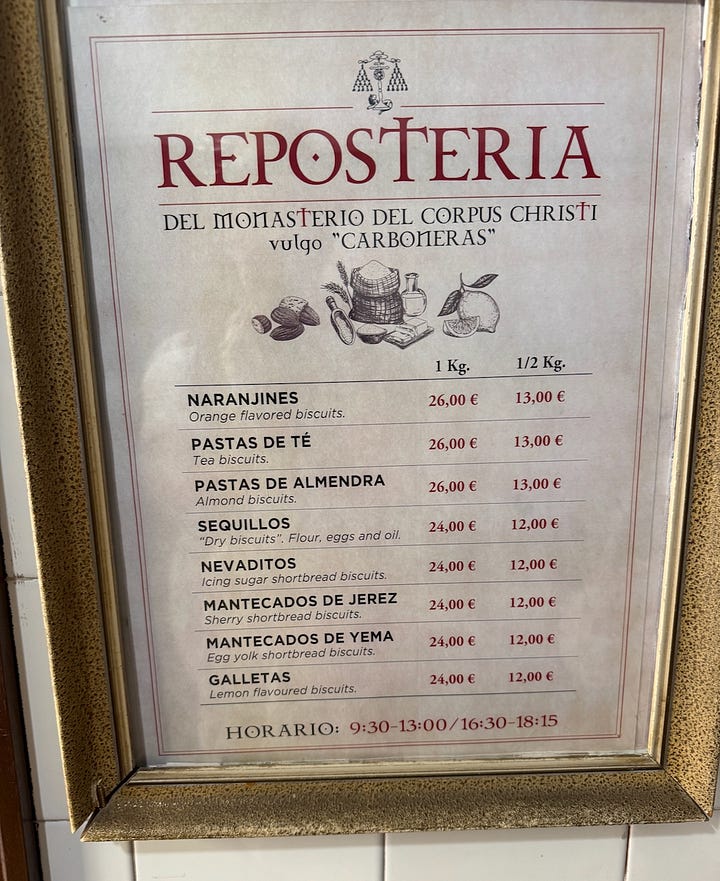 REPOSTERIA
DEL MONASTERIO DEL CORPUS CHRISTI
vulgo "CARBONERAS"
1 Kg. 1/2 Kg.
NARANJINES 26,00 € 13,00 €
Orange flavored biscuits.
PASTAS DE TÉ 26,00 € 13,00 €
Tea biscuits.
PASTAS DE ALMENDRA 26,00 € 13,00 €
Almond biscuits.
SEQUILLOS 24,00 € 12,00 €
“Dry biscuits”. Flour, eggs and oil.
NEVADITOS 24,00 € 12,00 €
Icing sugar shortbread biscuits.
MANTECADOS DE JEREZ 24,00 € 12,00 €
Sherry shortbread biscuits.
MANTECADOS DE YEMA 24,00 € 12,00 €
Egg yolk shortbread biscuits.
GALLETAS 24,00 € 12,00 €
Lemon flavoured biscuits.
HORARIO: 9:30-13:00/16:30-18:15